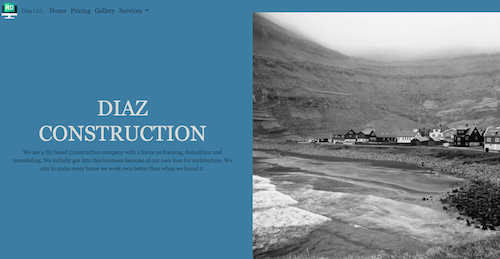 Diaz LLC Home Pricing Gallery Services
DIAZ
CONSTRUCTION
We are a Ny based Construction company with a focus on framing, demolition and
remodeling. We initially got into this business because of our own love for architecture. We
aim to make every home we work own better than when we found it.